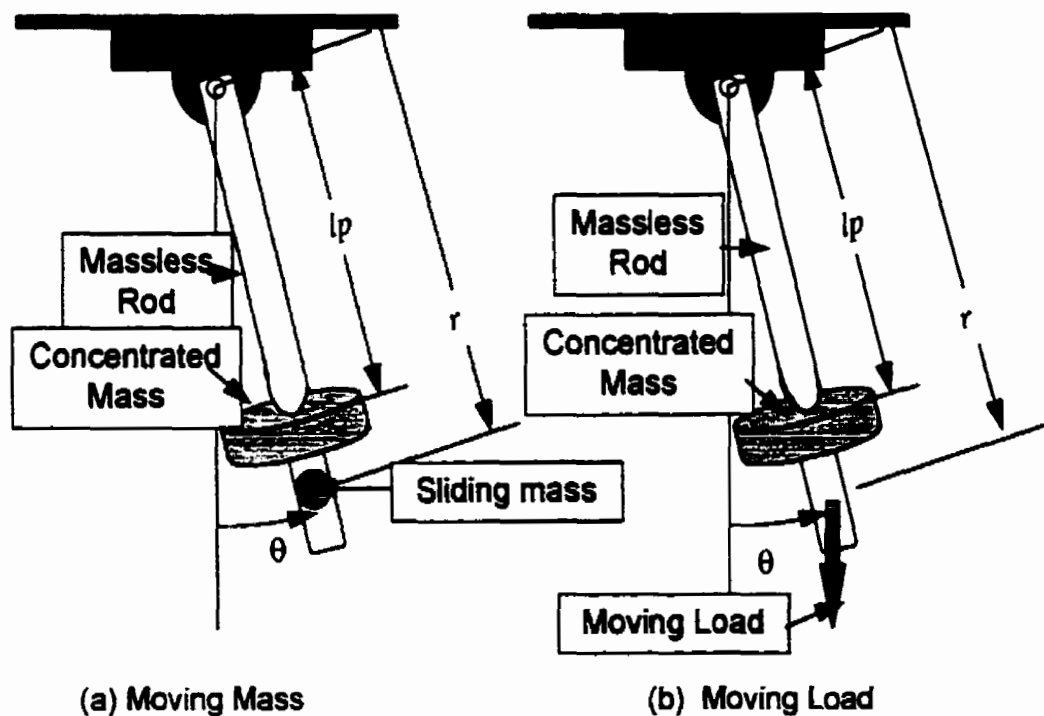 lp
r
Massless
Rod
Concentrated
Mass
Sliding mass
θ
(a) Moving Mass
lp
r
Massless
Rod
Concentrated
Mass
θ
Moving Load
(b) Moving Load